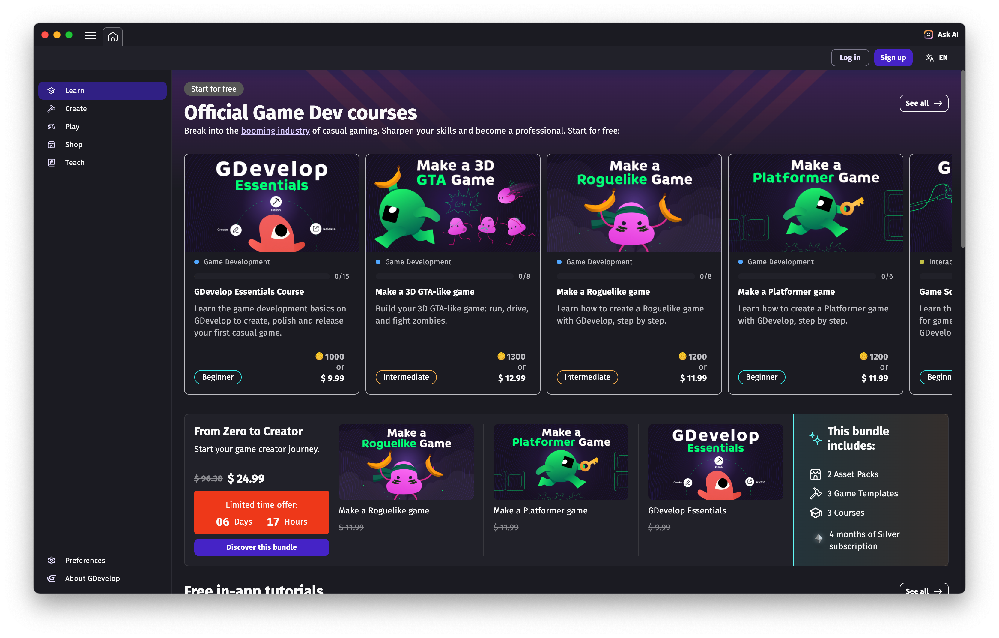 Ask AI
Log in
Sign up
EN
Learn
Create
Play
Shop
Teach
Preferences
About GDevelop
Start for free
Official Game Dev courses
See all
Break into the booming industry of casual gaming. Sharpen your skills and become a professional. Start for free:
GDevelop
Essentials
Polish
Create
Release
Game Development
0/15
GDevelop Essentials Course
Learn the game development basics on
GDevelop to create, polish and release
your first casual game.
1000
or
Beginner
$ 9.99
Make a 3D
GTA Game
@#!
Game Development
0/8
Make a 3D GTA-like game
Build your 3D GTA-like game: run, drive,
and fight zombies.
1300
or
Intermediate
$ 12.99
Make a
Roguelike Game
Game Development
0/8
Make a Roguelike game
Learn how to create a Roguelike game
with GDevelop, step by step.
1200
or
Intermediate
$ 11.99
Make a
Platformer Game
Game Development
0/6
Make a Platformer game
Learn how to create a Platformer game
with GDevelop, step by step.
1200
or
Beginner
$ 11.99
G
Interac
Game Sc
Learn th
for game
GDevelo
Beginn
From Zero to Creator
Start your game creator journey.
$ 96.38 $ 24.99
Limited time offer:
06 Days 17 Hours
Discover this bundle
Make a
Roguelike Game
Make a Roguelike game
$ 11.99
Make a
Platformer Game
Make a Platformer game
$ 11.99
GDevelop
Essentials
Polish
Create
Release
GDevelop Essentials
$ 9.99
This bundle
includes:
2 Asset Packs
3 Game Templates
3 Courses
4 months of Silver
subscription
Free in-app tutorials
See all